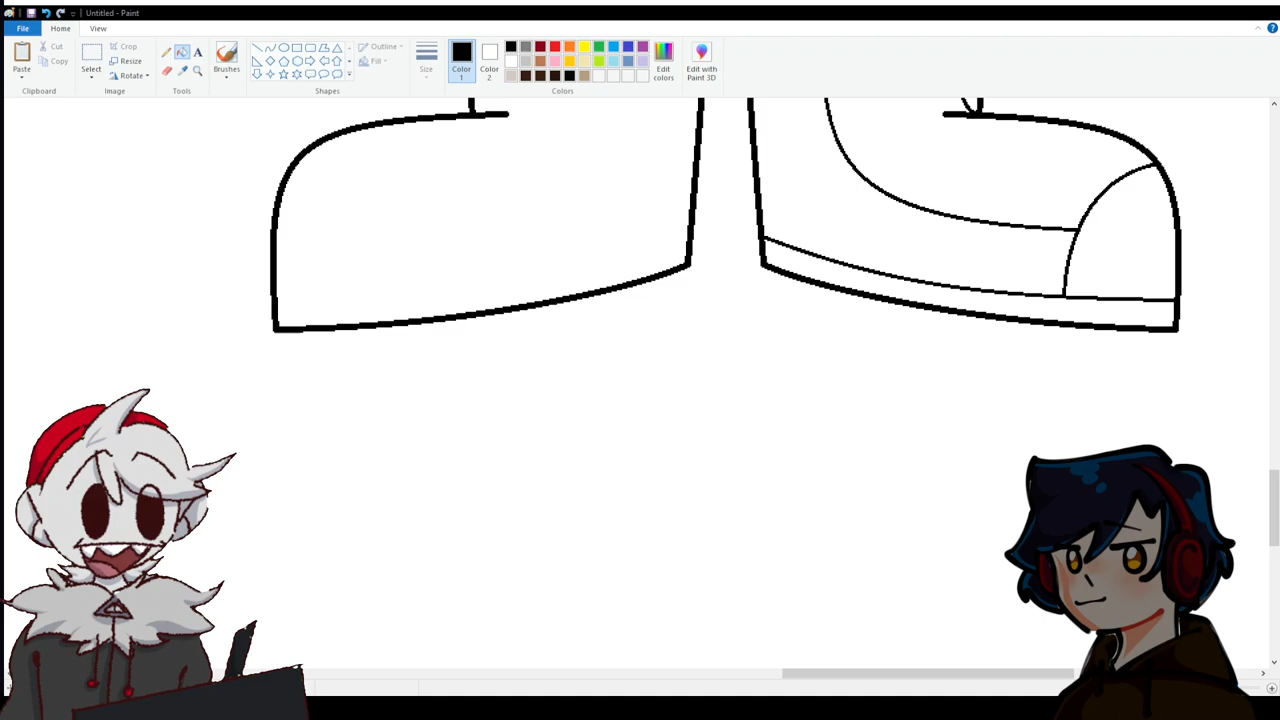 Untitled - Paint
File Home View
Paste
Cut
Copy
Clipboard
Select
Crop
Resize
Rotate
Image
A
Tools
Brushes
Shapes
Outline
Fill
Size
Color
1
Color
2
Edit
colors
Colors
Edit with
Paint 3D